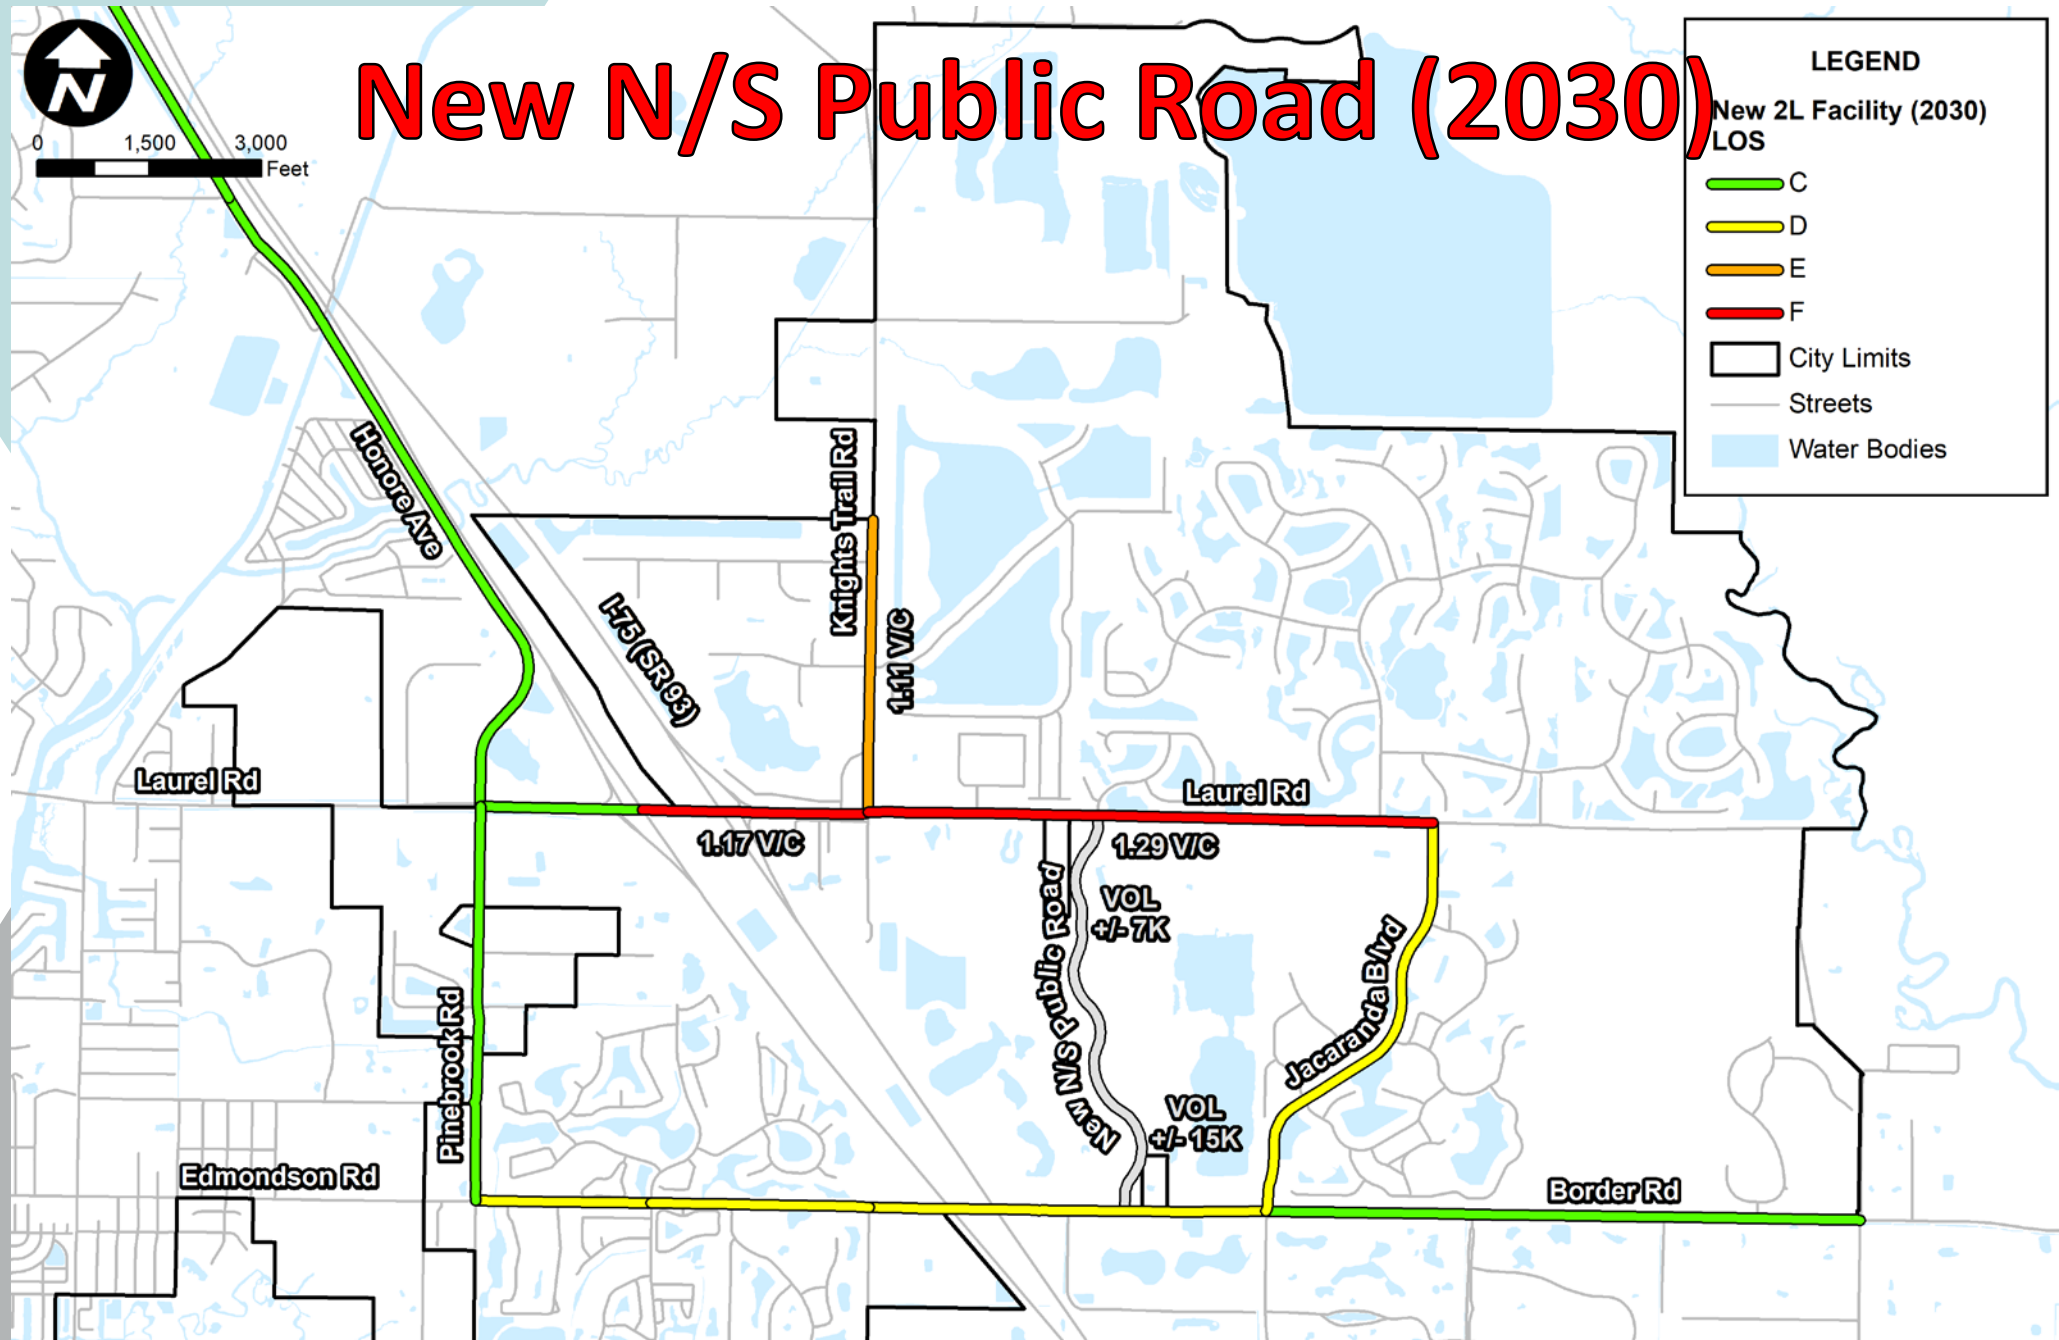 New N/S Public Road (2030)
N
0 1,500 3,000
Feet
LEGEND
New 2L Facility (2030)
LOS
C
D
E
F
City Limits
Streets
Water Bodies
Honore Ave
Knights Trail Rd
I-75 (SR 93)
1.11 V/C
Laurel Rd
Laurel Rd
1.17 V/C
1.29 V/C
New N/S Public Road
VOL
+/- 7K
Jacaranda Blvd
Pinebrook Rd
VOL
+/- 15K
Edmondson Rd
Border Rd